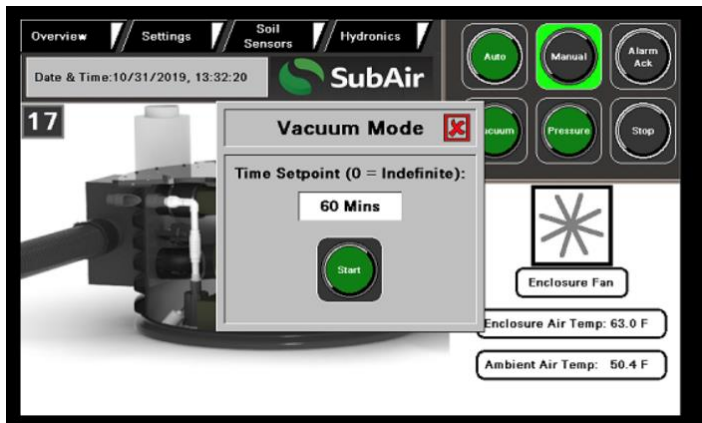 Overview
Settings
Soil
Sensors
Hydronics
Date & Time:10/31/2019, 13:32:20
SubAir
Auto
Manual
Alarm
Ack
17
Vacuum Mode
cuum
Pressure
Stop
Time Setpoint (0 = Indefinite):
60 Mins
Start
Enclosure Fan
Enclosure Air Temp: 63.0 F
Ambient Air Temp: 50.4 F